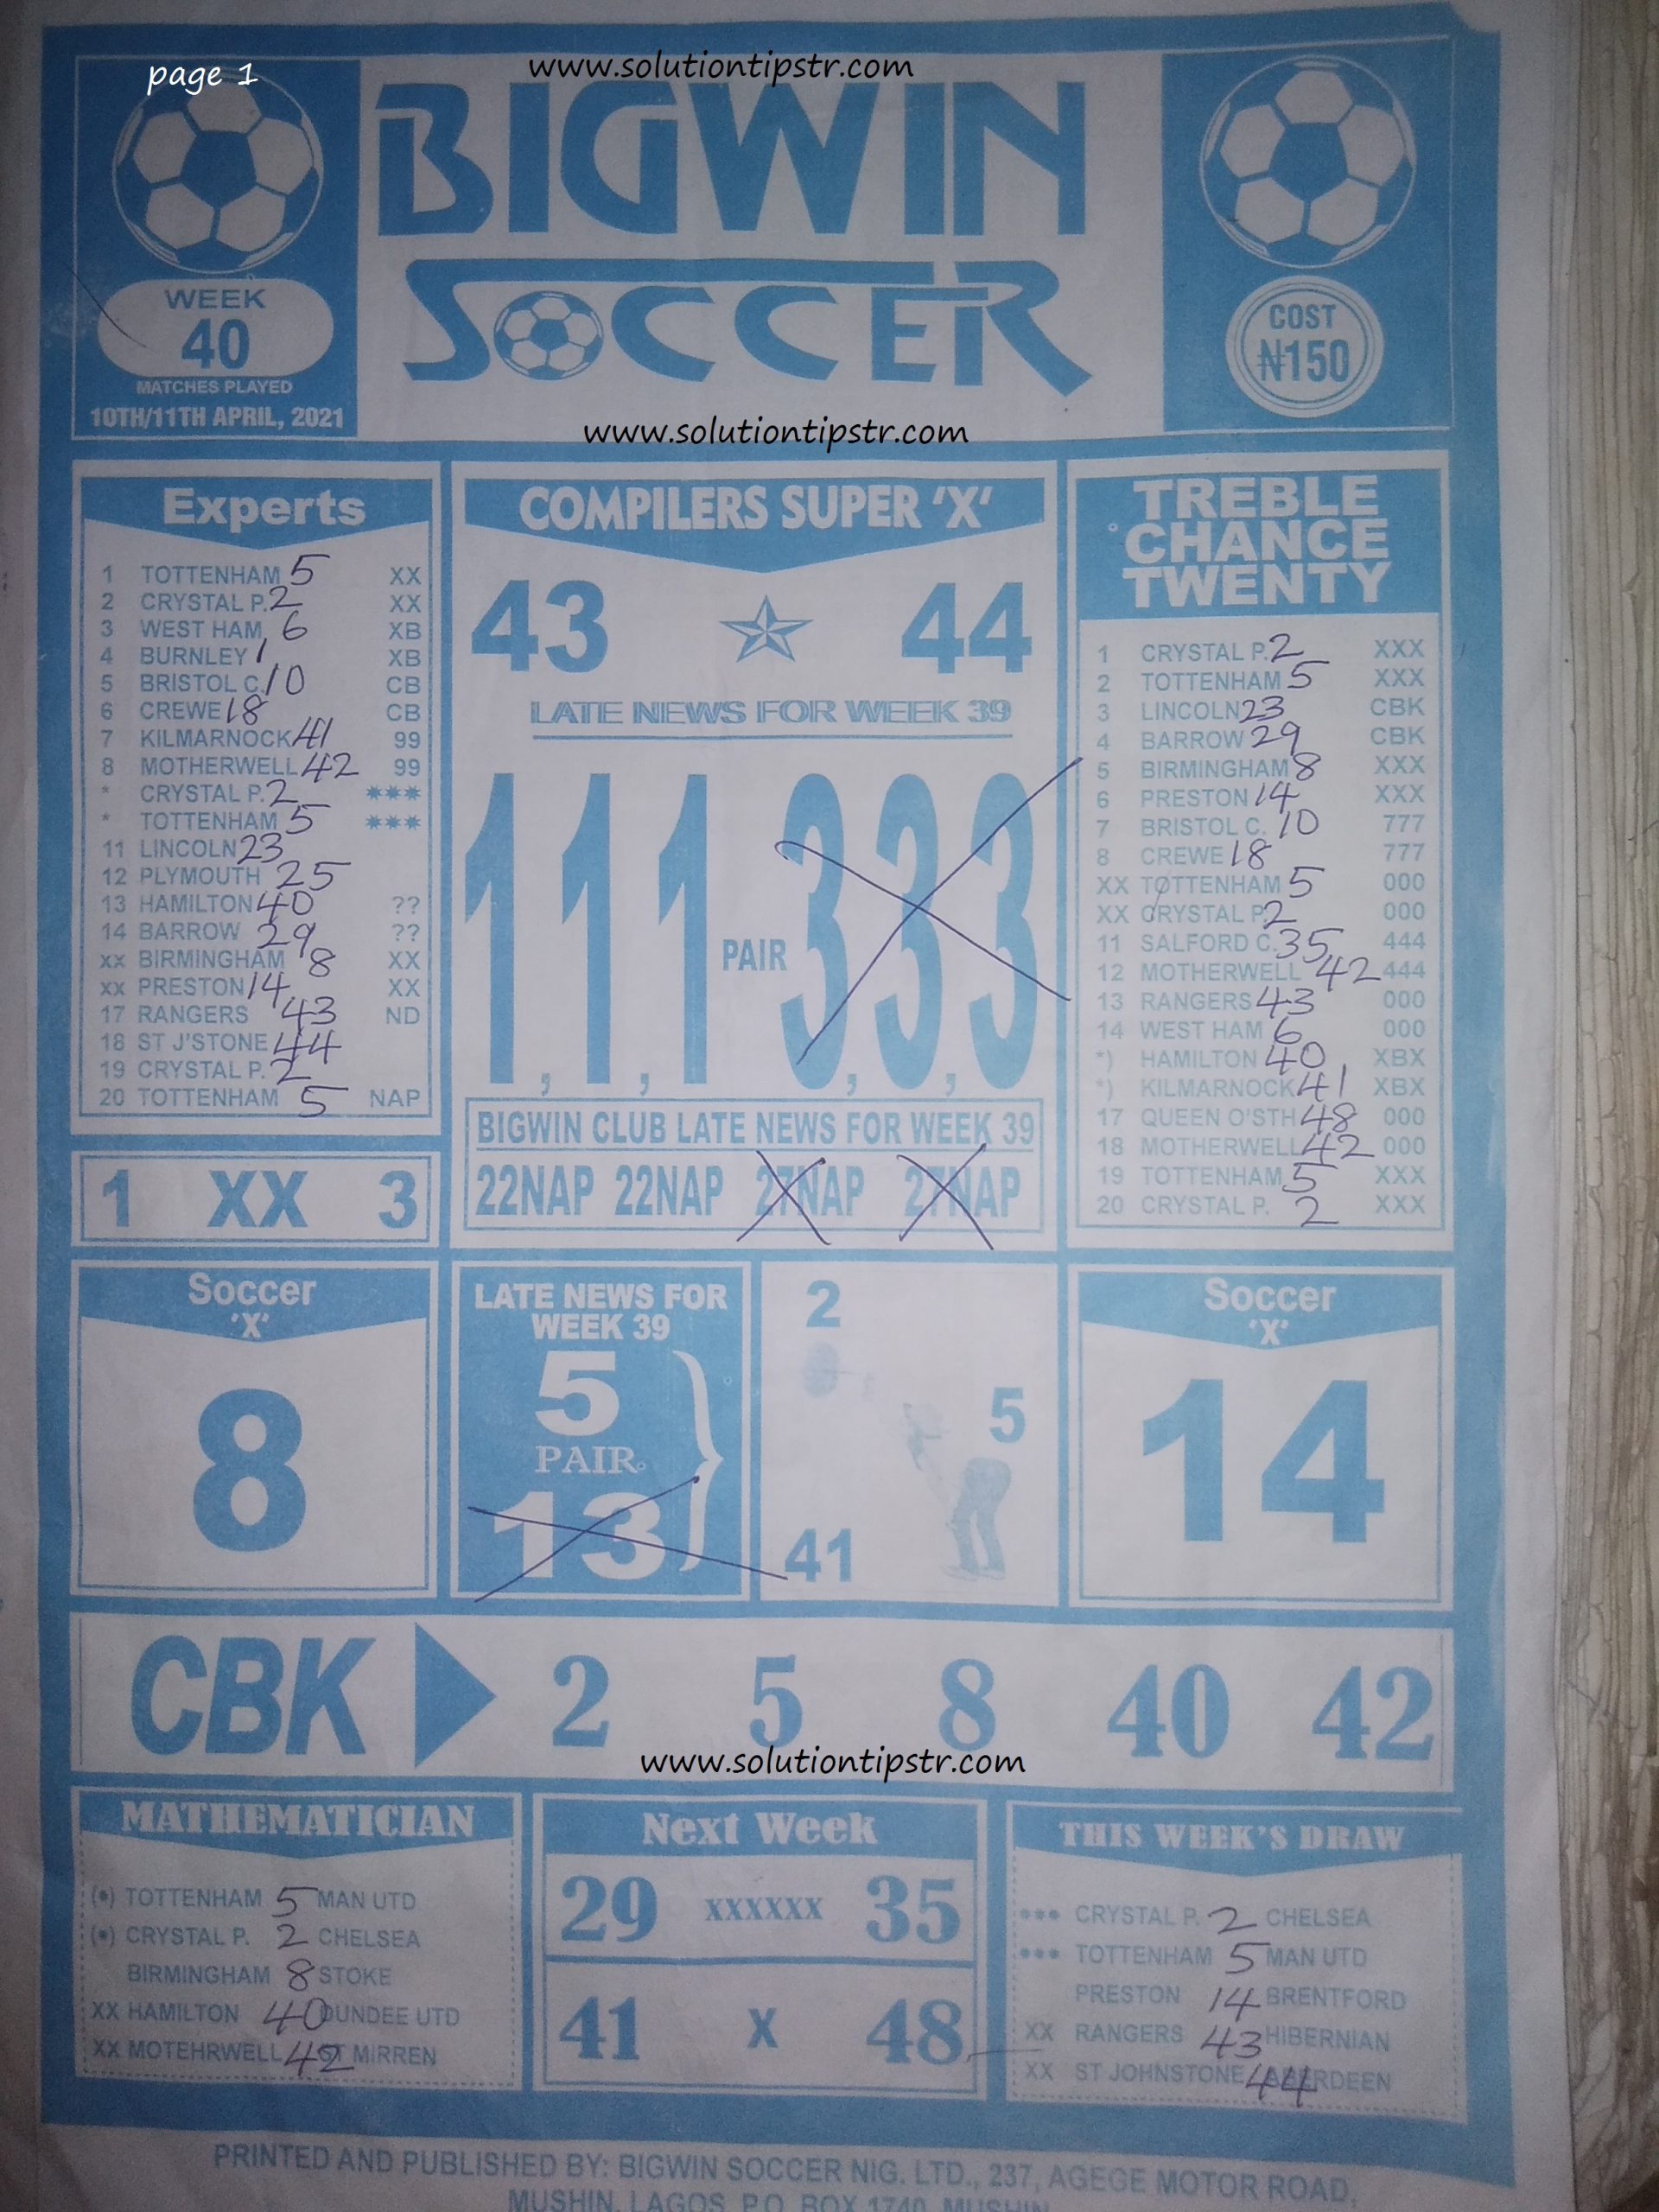 page 1
www.solutiontipstr.com
BIGWIN
SOCCER
WEEK
40
MATCHES PLAYED
10TH/11TH APRIL, 2021
COST
₦150
www.solutiontipstr.com
Experts
1 TOTTENHAM 5 XX
2 CRYSTAL P. 2 XX
3 WEST HAM 6 XB
4 BURNLEY 1 XB
5 BRISTOL C. 10 CB
6 CREWE 18 CB
7 KILMARNOCK 41 99
8 MOTHERWELL 42 99
* CRYSTAL P. 2 ***
* TOTTENHAM 5 ***
11 LINCOLN 23
12 PLYMOUTH 25
13 HAMILTON 40 ??
14 BARROW 29 ??
xx BIRMINGHAM 8 XX
xx PRESTON 14 XX
17 RANGERS 43 ND
18 ST J'STONE 44
19 CRYSTAL P. 2
20 TOTTENHAM 5 NAP
1 XX 3
COMPILERS SUPER 'X'
43 44
LATE NEWS FOR WEEK 39
1, 1, 1 PAIR 3, 3, 3
BIGWIN CLUB LATE NEWS FOR WEEK 39
22NAP 22NAP 27NAP 27NAP
TREBLE
CHANCE
TWENTY
1 CRYSTAL P. 2 XXX
2 TOTTENHAM 5 XXX
3 LINCOLN 23 CBK
4 BARROW 29 CBK
5 BIRMINGHAM 8 XXX
6 PRESTON 14 XXX
7 BRISTOL C. 10 777
8 CREWE 18 777
XX TOTTENHAM 5 000
XX CRYSTAL P. 2 000
11 SALFORD C. 35 444
12 MOTHERWELL 42 444
13 RANGERS 43 000
14 WEST HAM 6 000
*) HAMILTON 40 XBX
*) KILMARNOCK 41 XBX
17 QUEEN O'STH 48 000
18 MOTHERWELL 42 000
19 TOTTENHAM 5 XXX
20 CRYSTAL P. 2 XXX
Soccer
'X'
8
LATE NEWS FOR
WEEK 39
5
PAIR
13
2
5
41
Soccer
'X'
14
CBK 2 5 8 40 42
www.solutiontipstr.com
MATHEMATICIAN
(•) TOTTENHAM 5 MAN UTD
(•) CRYSTAL P. 2 CHELSEA
BIRMINGHAM 8 STOKE
XX HAMILTON 40 DUNDEE UTD
XX MOTEHRWELL 42 ST MIRREN
Next Week
29 XXXXXX 35
41 X 48
THIS WEEK'S DRAW
••• CRYSTAL P. 2 CHELSEA
••• TOTTENHAM 5 MAN UTD
PRESTON 14 BRENTFORD
XX RANGERS 43 HIBERNIAN
XX ST JOHNSTONE 44 ABERDEEN
PRINTED AND PUBLISHED BY: BIGWIN SOCCER NIG. LTD., 237, AGEGE MOTOR ROAD,
MUSHIN, LAGOS, P.O. BOX 1740, MUSHIN